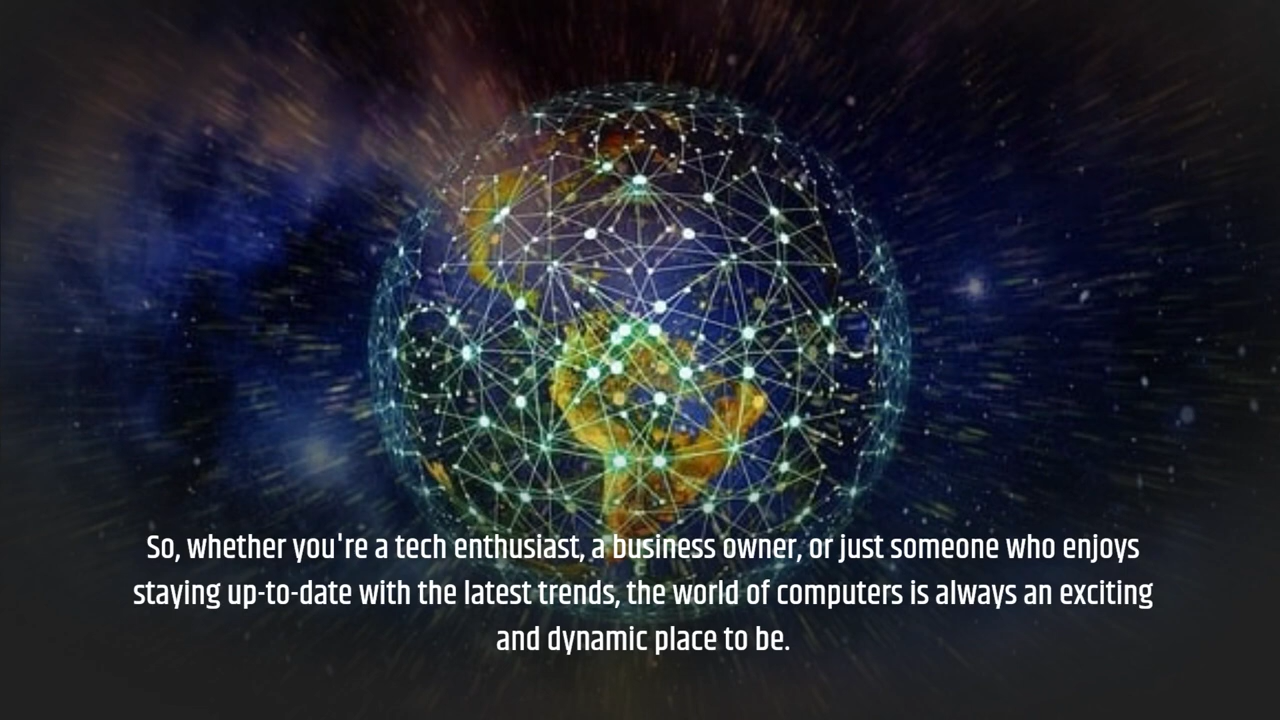 So, whether you're a tech enthusiast, a business owner, or just someone who enjoys
staying up-to-date with the latest trends, the world of computers is always an exciting
and dynamic place to be.